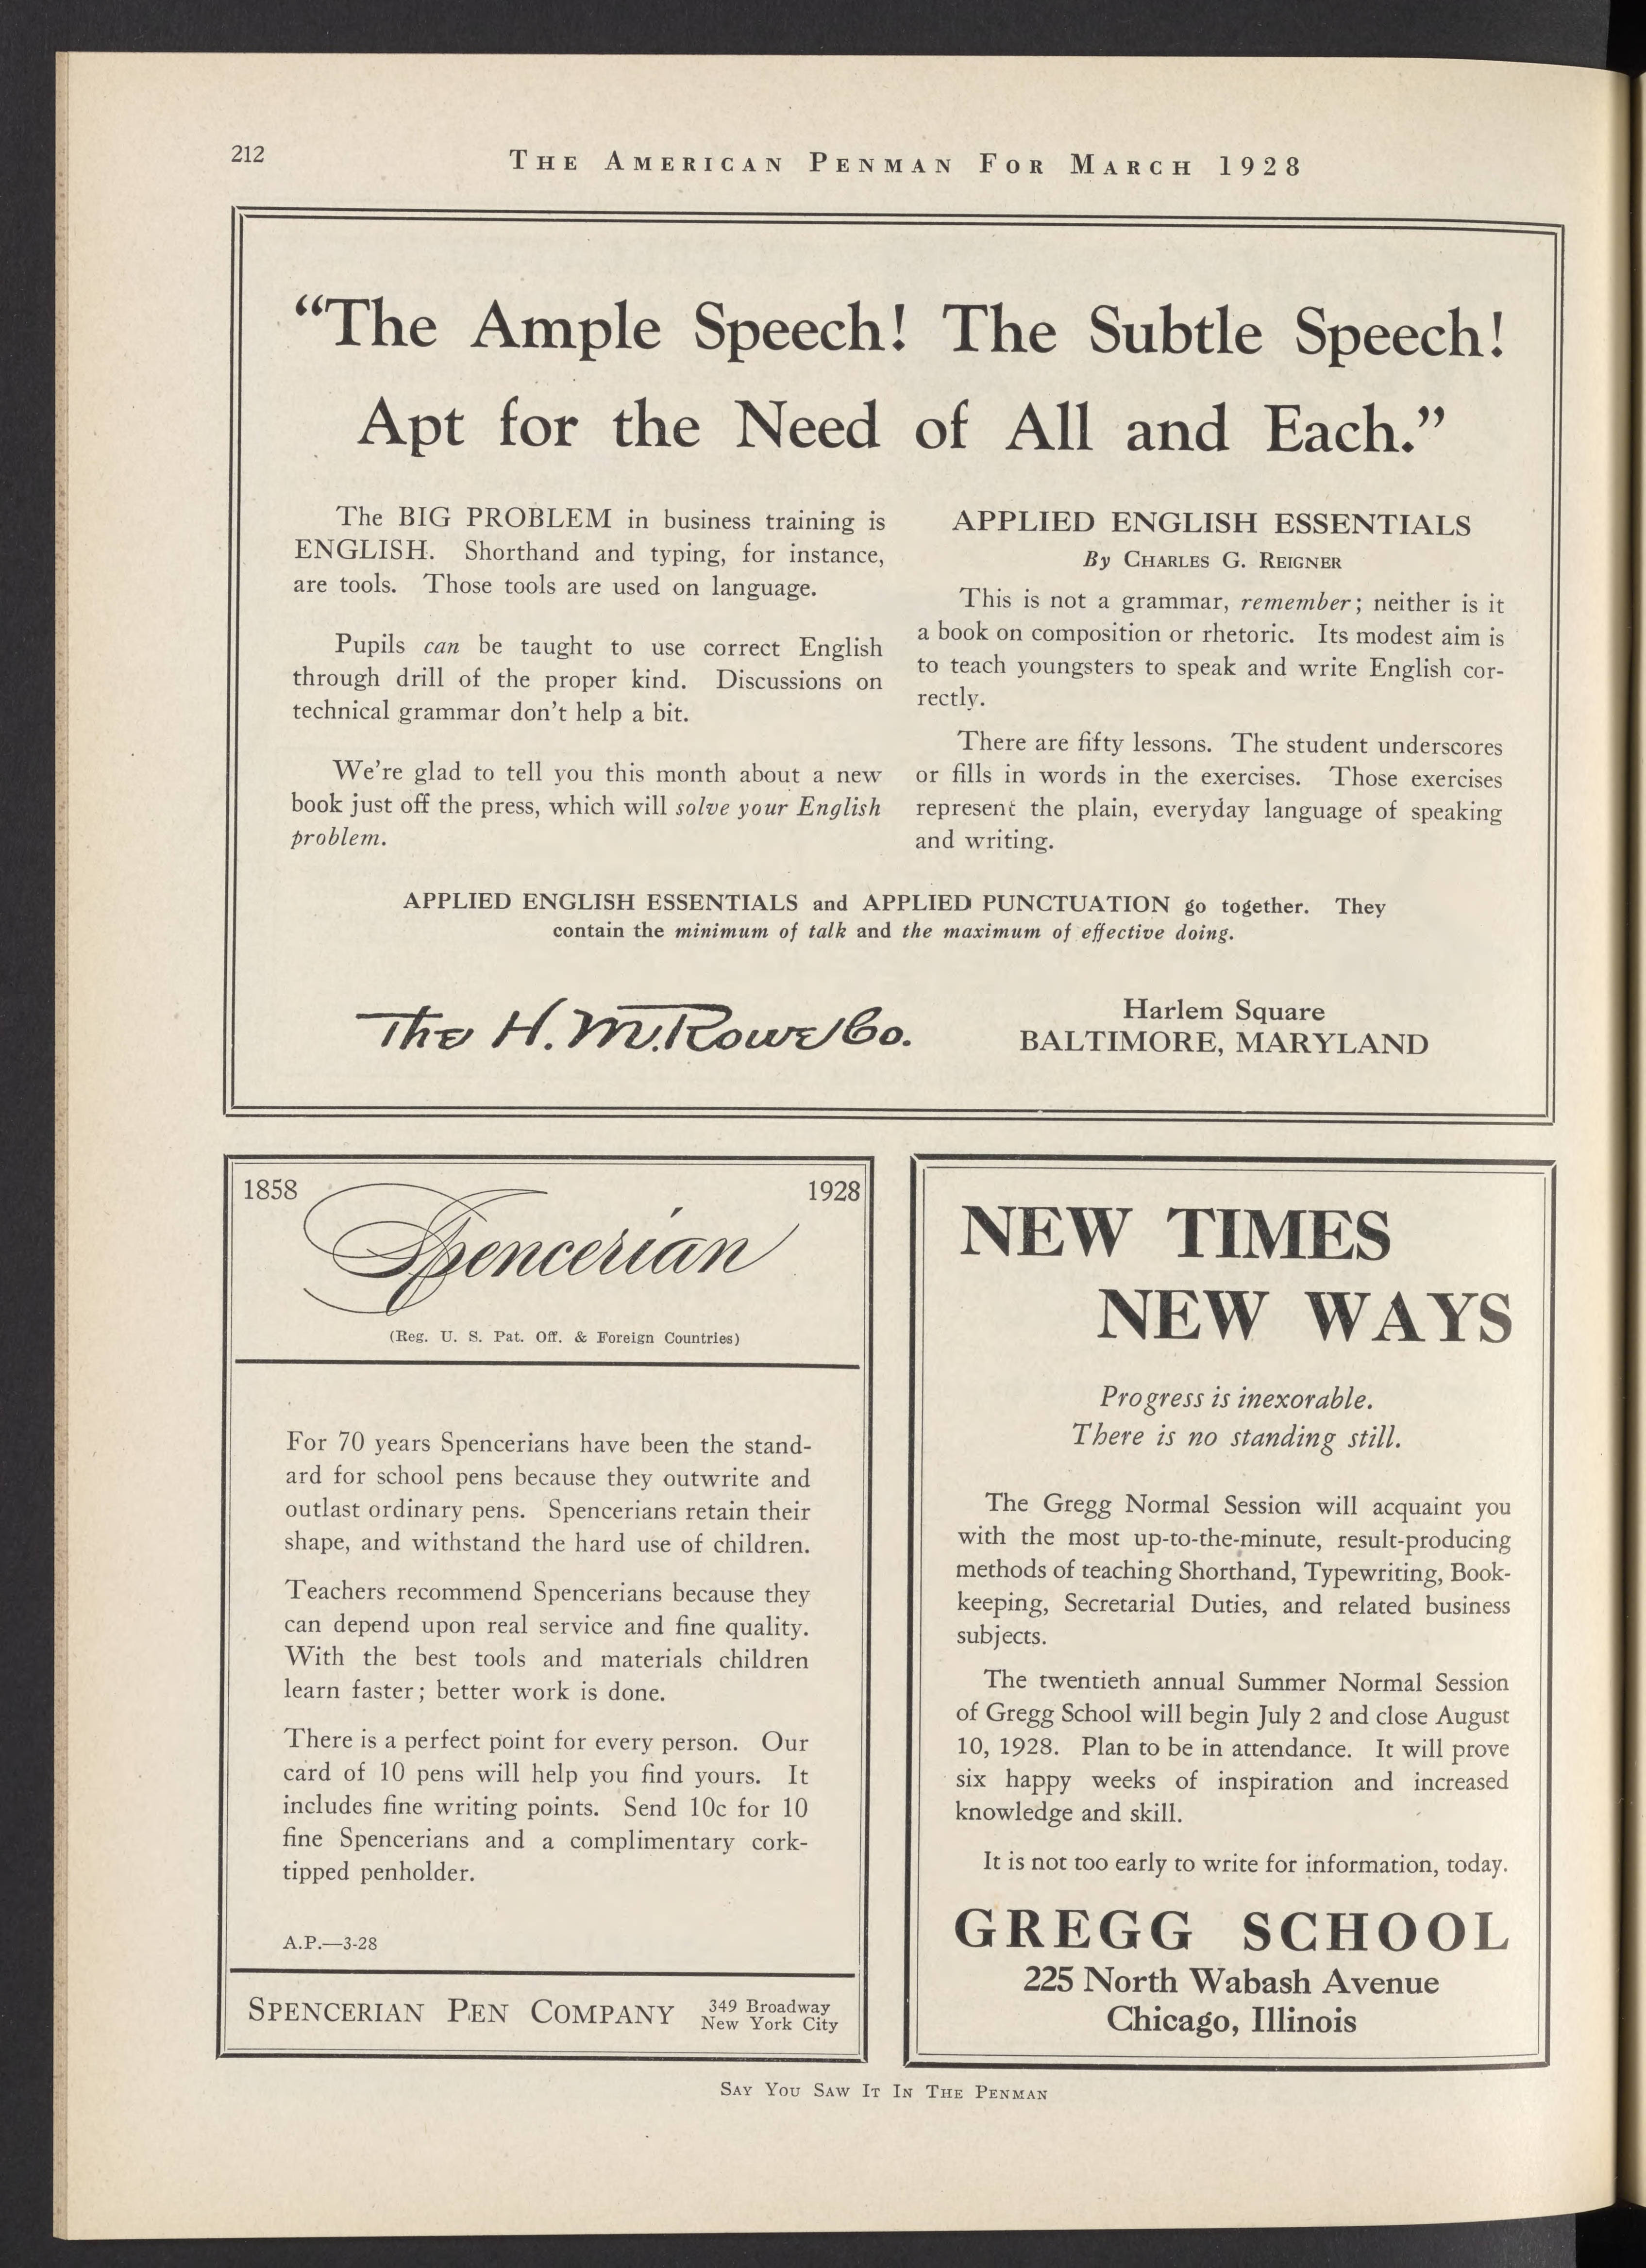 212
THE AMERICAN PENMAN FOR MARCH 1928
“The Ample Speech! The Subtle Speech!
Apt for the Need of All and Each.”
The BIG PROBLEM in business training is
ENGLISH. Shorthand and typing, for instance,
are tools. Those tools are used on language.
Pupils can be taught to use correct English
through drill of the proper kind. Discussions on
technical grammar don’t help a bit.
We’re glad to tell you this month about a new
book just off the press, which will solve your English
problem.
APPLIED ENGLISH ESSENTIALS
By CHARLES G. REIGNER
This is not a grammar, remember; neither is it
a book on composition or rhetoric. Its modest aim is
to teach youngsters to speak and write English cor-
rectly.
There are fifty lessons. The student underscores
or fills in words in the exercises. Those exercises
represent the plain, everyday language of speaking
and writing.
APPLIED ENGLISH ESSENTIALS and APPLIED PUNCTUATION go together. They
contain the minimum of talk and the maximum of effective doing.
The H. M. Rowe Co.
Harlem Square
BALTIMORE, MARYLAND
1858
1928
Spencerian
(Reg. U. S. Pat. Off. & Foreign Countries)
For 70 years Spencerians have been the stand-
ard for school pens because they outwrite and
outlast ordinary pens. Spencerians retain their
shape, and withstand the hard use of children.
Teachers recommend Spencerians because they
can depend upon real service and fine quality.
With the best tools and materials children
learn faster; better work is done.
There is a perfect point for every person. Our
card of 10 pens will help you find yours. It
includes fine writing points. Send 10c for 10
fine Spencerians and a complimentary cork-
tipped penholder.
A.P.—3-28
SPENCERIAN PEN COMPANY
349 Broadway
New York City
NEW TIMES
NEW WAYS
Progress is inexorable.
There is no standing still.
The Gregg Normal Session will acquaint you
with the most up-to-the-minute, result-producing
methods of teaching Shorthand, Typewriting, Book-
keeping, Secretarial Duties, and related business
subjects.
The twentieth annual Summer Normal Session
of Gregg School will begin July 2 and close August
10, 1928. Plan to be in attendance. It will prove
six happy weeks of inspiration and increased
knowledge and skill.
It is not too early to write for information, today.
GREGG SCHOOL
225 North Wabash Avenue
Chicago, Illinois
SAY YOU SAW IT IN THE PENMAN